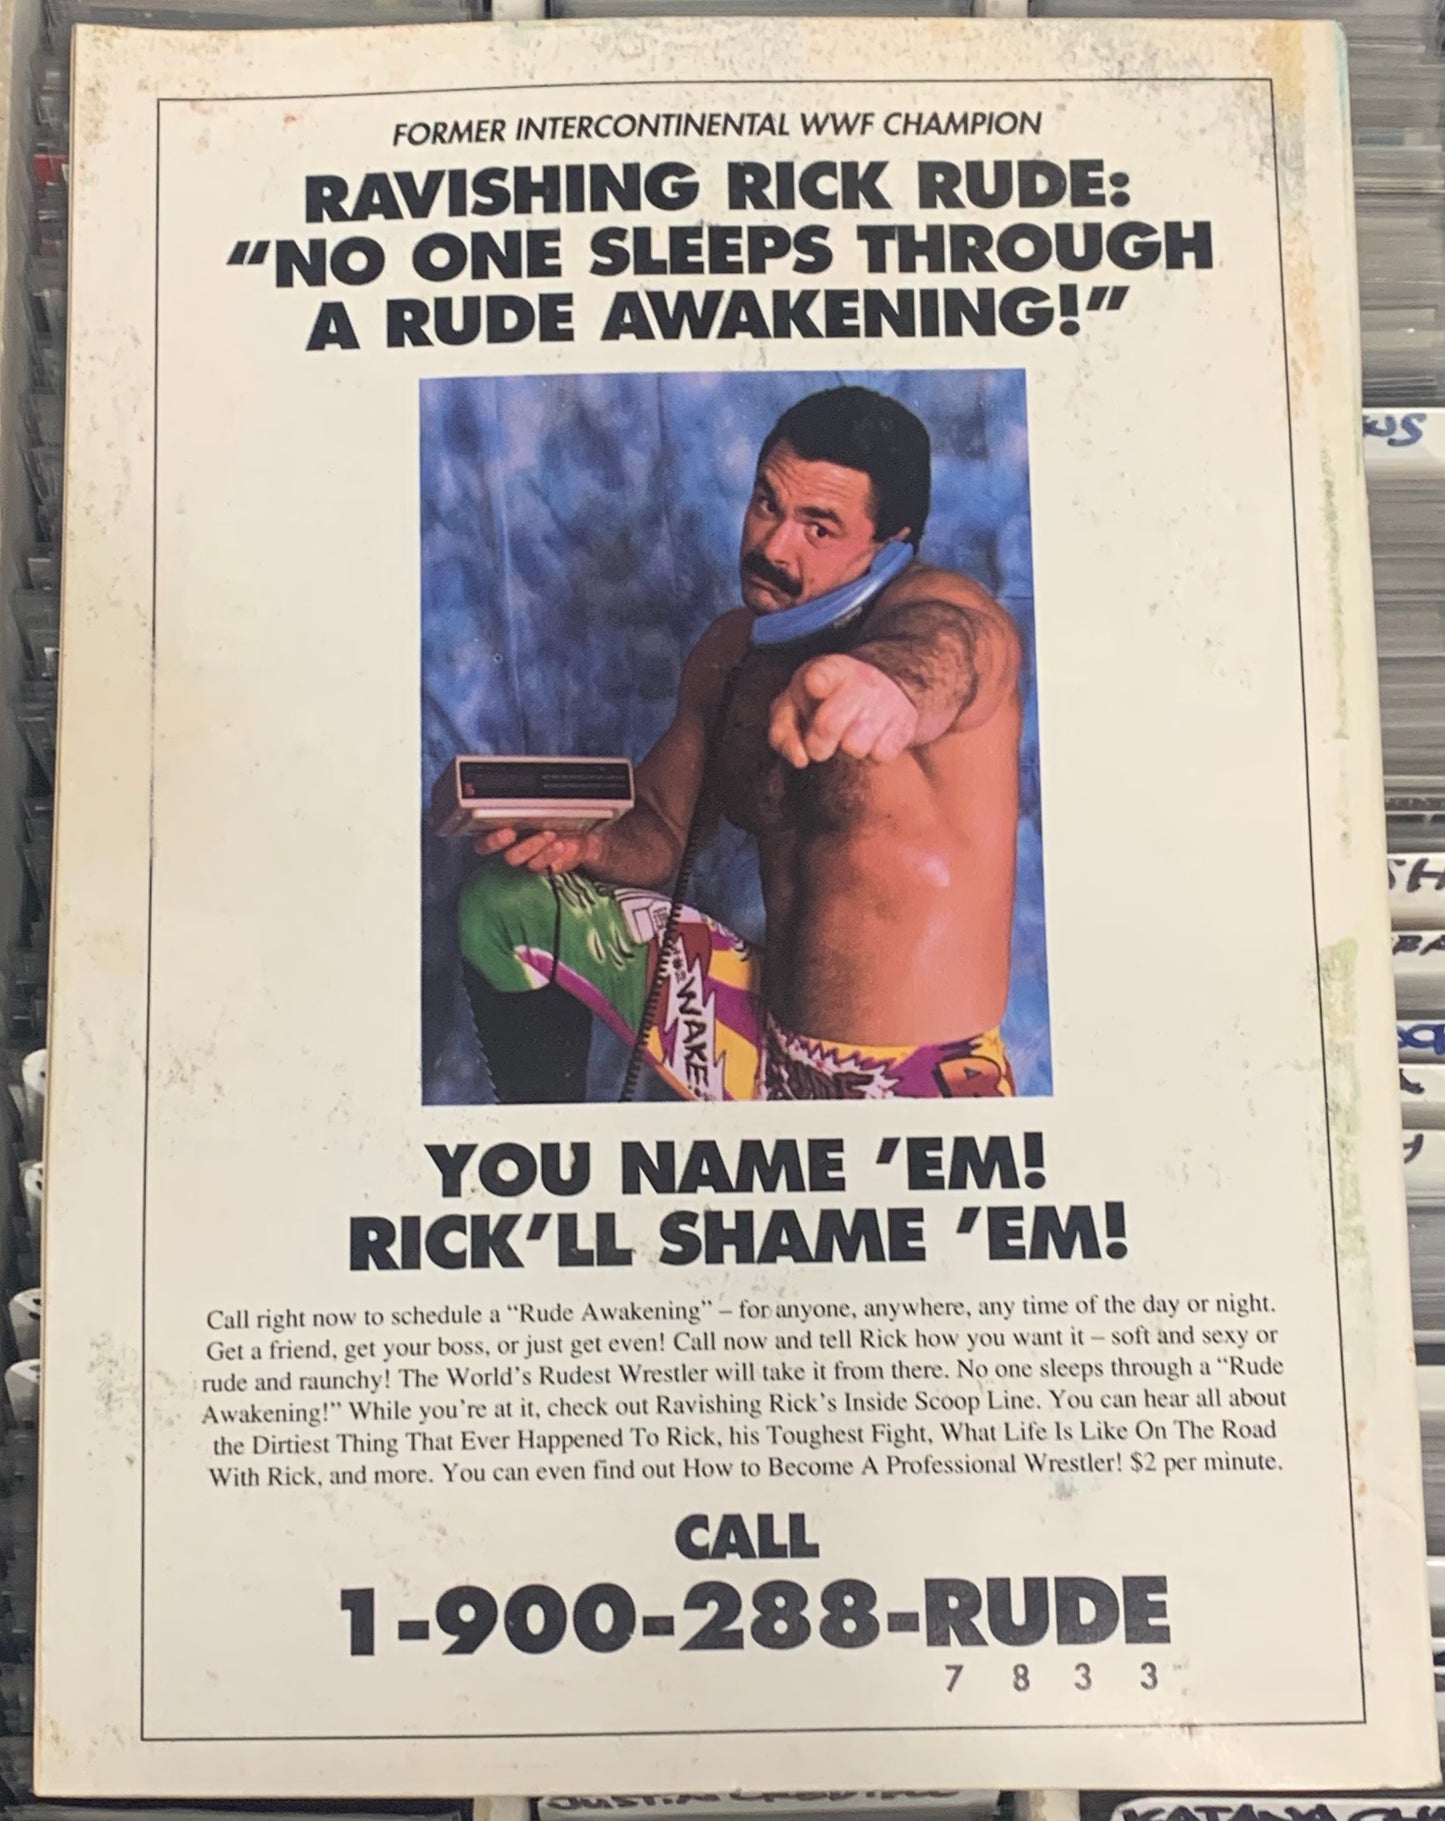 FORMER INTERCONTINENTAL WWF CHAMPION
RAVISHING RICK RUDE:
“NO ONE SLEEPS THROUGH
A RUDE AWAKENING!”
WAKE
YOU NAME ’EM!
RICK’LL SHAME ’EM!
Call right now to schedule a “Rude Awakening” – for anyone, anywhere, any time of the day or night.
Get a friend, get your boss, or just get even! Call now and tell Rick how you want it – soft and sexy or
rude and raunchy! The World’s Rudest Wrestler will take it from there. No one sleeps through a “Rude
Awakening!” While you’re at it, check out Ravishing Rick’s Inside Scoop Line. You can hear all about
the Dirtiest Thing That Ever Happened To Rick, his Toughest Fight, What Life Is Like On The Road
With Rick, and more. You can even find out How to Become A Professional Wrestler! $2 per minute.
CALL
1-900-288-RUDE
7 8 3 3